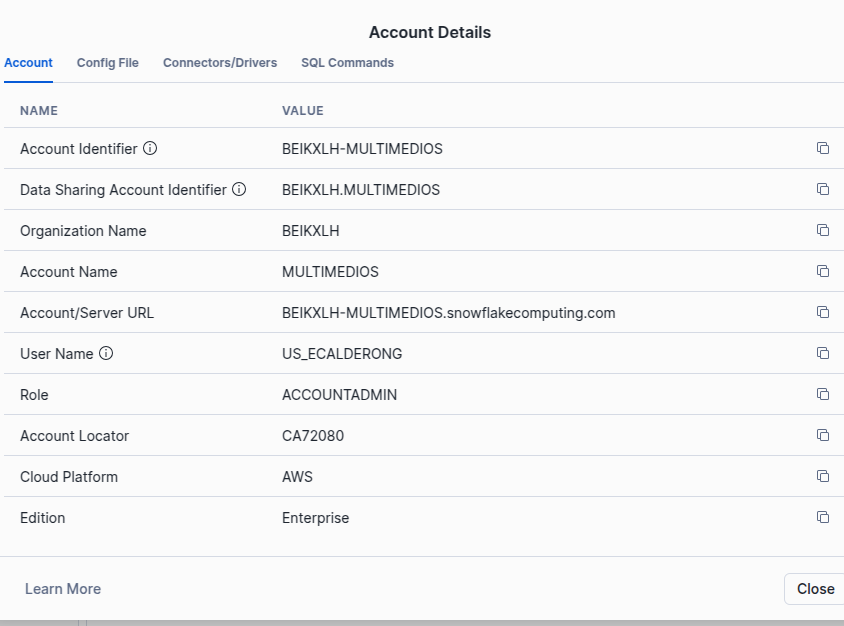 Account Details
Account Config File Connectors/Drivers SQL Commands
NAME VALUE
Account Identifier BEIKXLH-MULTIMEDIOS
Data Sharing Account Identifier BEIKXLH.MULTIMEDIOS
Organization Name BEIKXLH
Account Name MULTIMEDIOS
Account/Server URL BEIKXLH-MULTIMEDIOS.snowflakecomputing.com
User Name US_ECALDERONG
Role ACCOUNTADMIN
Account Locator CA72080
Cloud Platform AWS
Edition Enterprise
Learn More Close